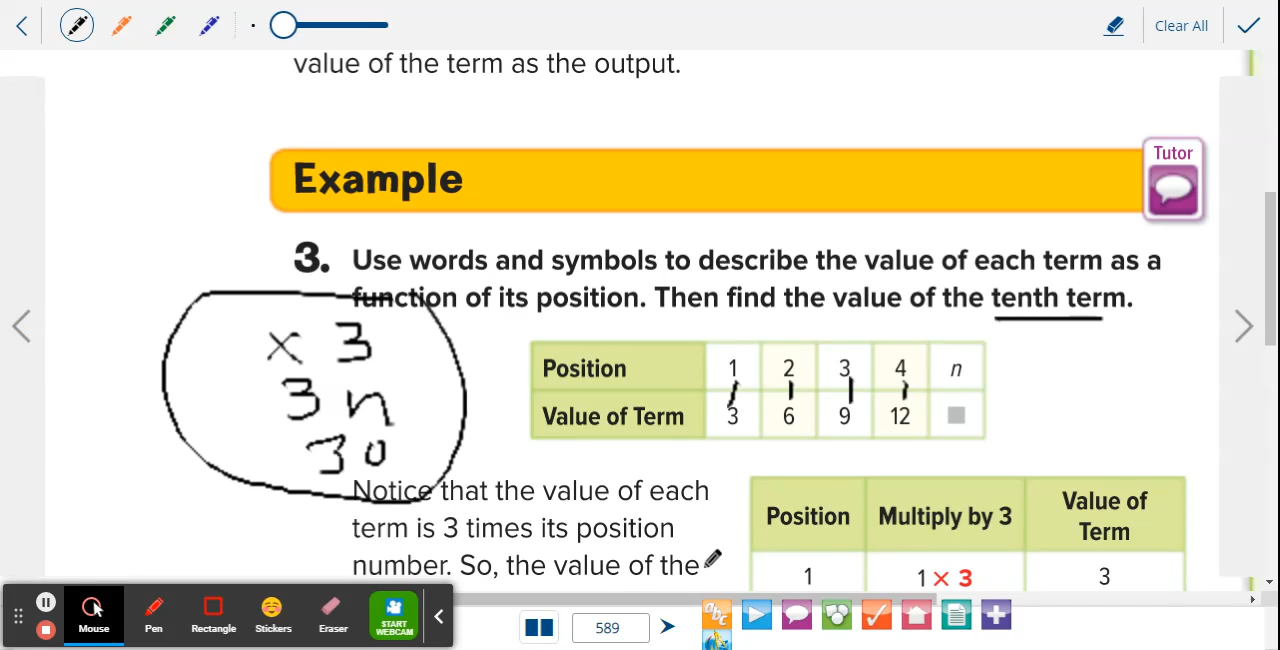 Clear All
value of the term as the output.
Example
Tutor
3. Use words and symbols to describe the value of each term as a
function of its position. Then find the value of the tenth term.
× 3
3n
30
Position 1 2 3 4 n
Value of Term 3 6 9 12
Notice that the value of each
term is 3 times its position
number. So, the value of the
Position Multiply by 3 Value of Term
1 1 × 3 3
Mouse Pen Rectangle Stickers Eraser START WEBCAM
589
abc